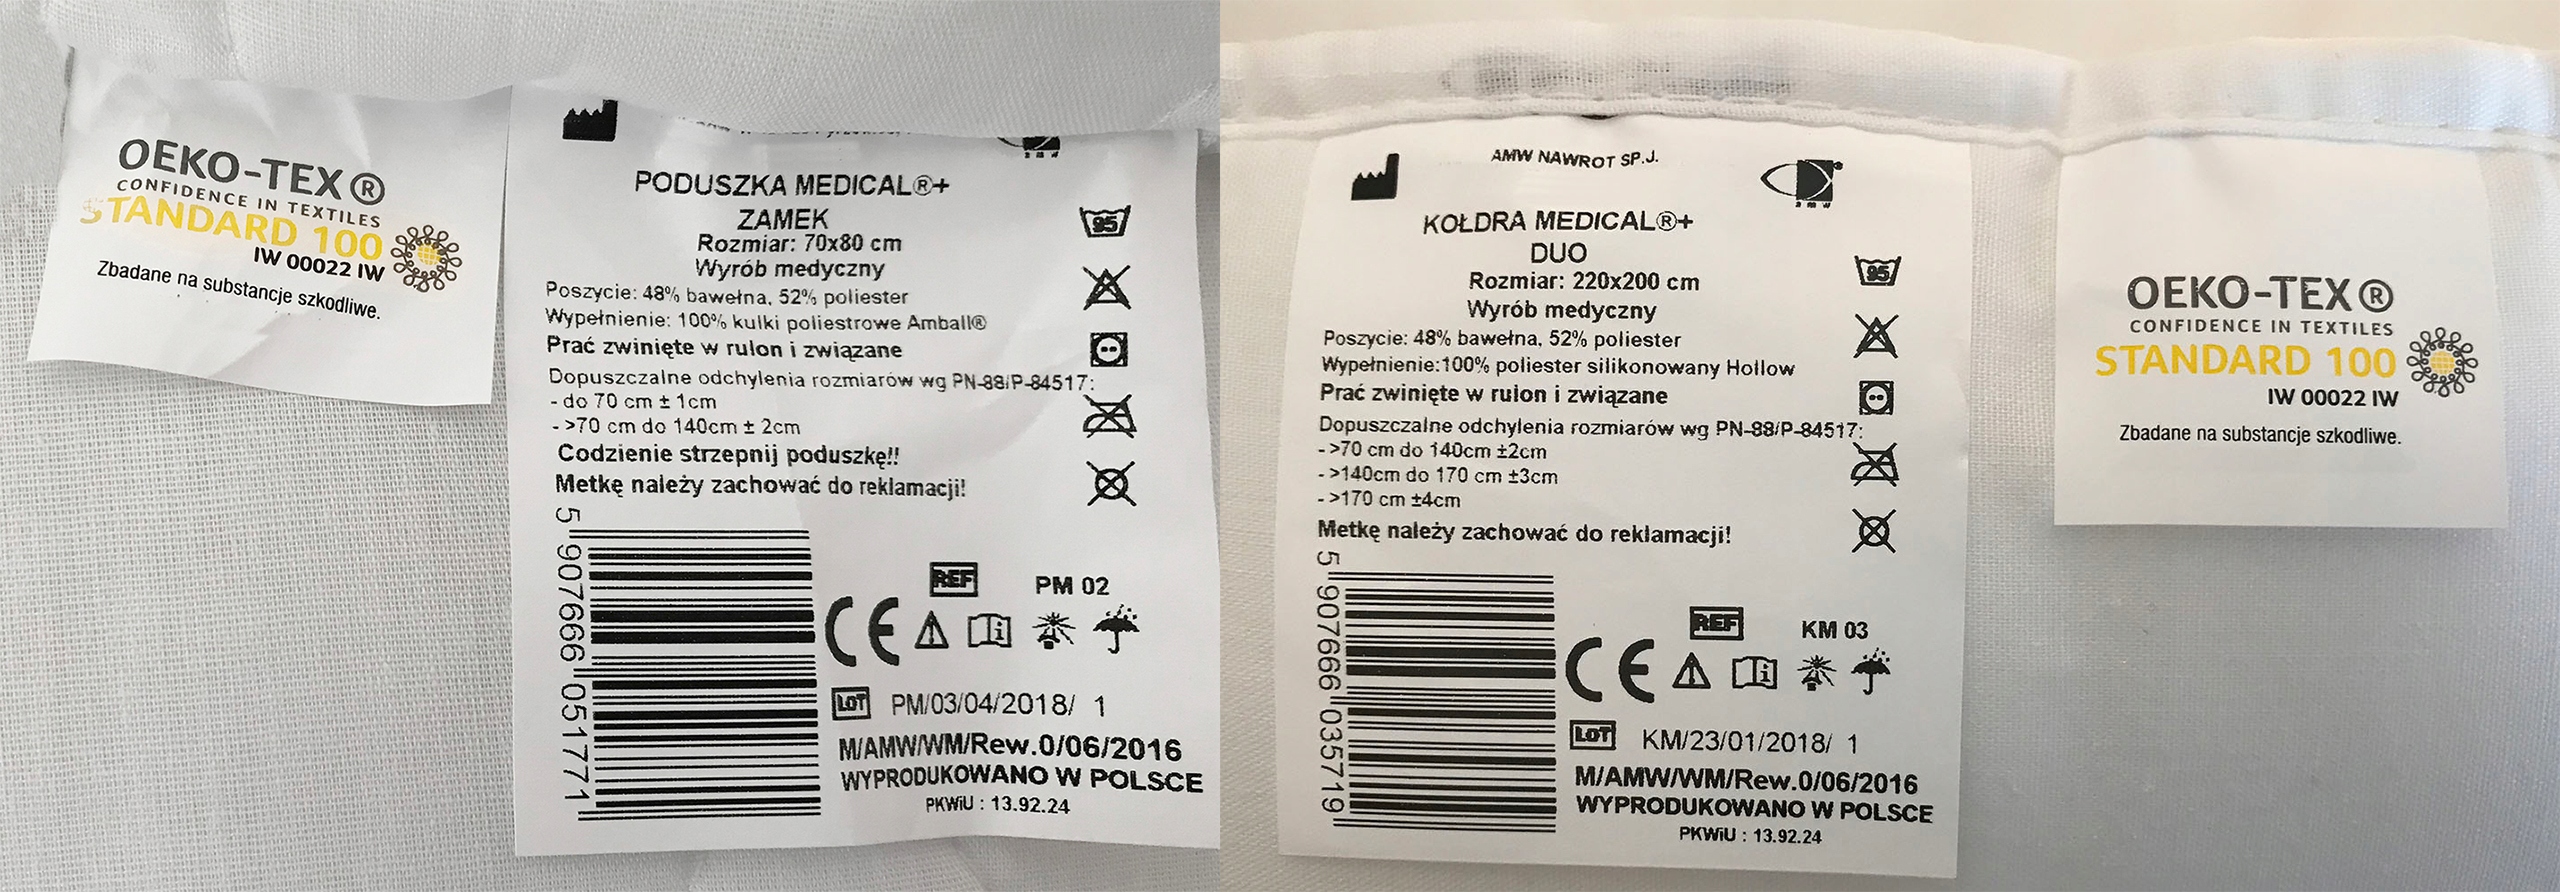 OEKO-TEX®
CONFIDENCE IN TEXTILES
STANDARD 100
IW 00022 IW
Zbadane na substancje szkodliwe.
amw
PODUSZKA MEDICAL®+
ZAMEK
Rozmiar: 70x80 cm
Wyrób medyczny
95
Poszycie: 48% bawełna, 52% poliester
Wypełnienie: 100% kulki poliestrowe Amball®
Prać zwinięte w rulon i związane
Dopuszczalne odchylenia rozmiarów wg PN-88/P-84517:
- do 70 cm ± 1cm
- >70 cm do 140cm ± 2cm
Codzienie strzepnij poduszkę!!
Metkę należy zachować do reklamacji!
5 907666 051771
REF PM 02
CE
LOT PM/03/04/2018/ 1
M/AMW/WM/Rew.0/06/2016
WYPRODUKOWANO W POLSCE
PKWiU : 13.92.24
AMW NAWROT SP.J.
amw
KOŁDRA MEDICAL®+
DUO
Rozmiar: 220x200 cm
Wyrób medyczny
95
Poszycie: 48% bawełna, 52% poliester
Wypełnienie:100% poliester silikonowany Hollow
Prać zwinięte w rulon i związane
Dopuszczalne odchylenia rozmiarów wg PN-88/P-84517:
- >70 cm do 140cm ±2cm
- >140cm do 170 cm ±3cm
- >170 cm ±4cm
Metkę należy zachować do reklamacji!
5 907666 035719
REF KM 03
CE
LOT KM/23/01/2018/ 1
M/AMW/WM/Rew.0/06/2016
WYPRODUKOWANO W POLSCE
PKWiU : 13.92.24
OEKO-TEX®
CONFIDENCE IN TEXTILES
STANDARD 100
IW 00022 IW
Zbadane na substancje szkodliwe.